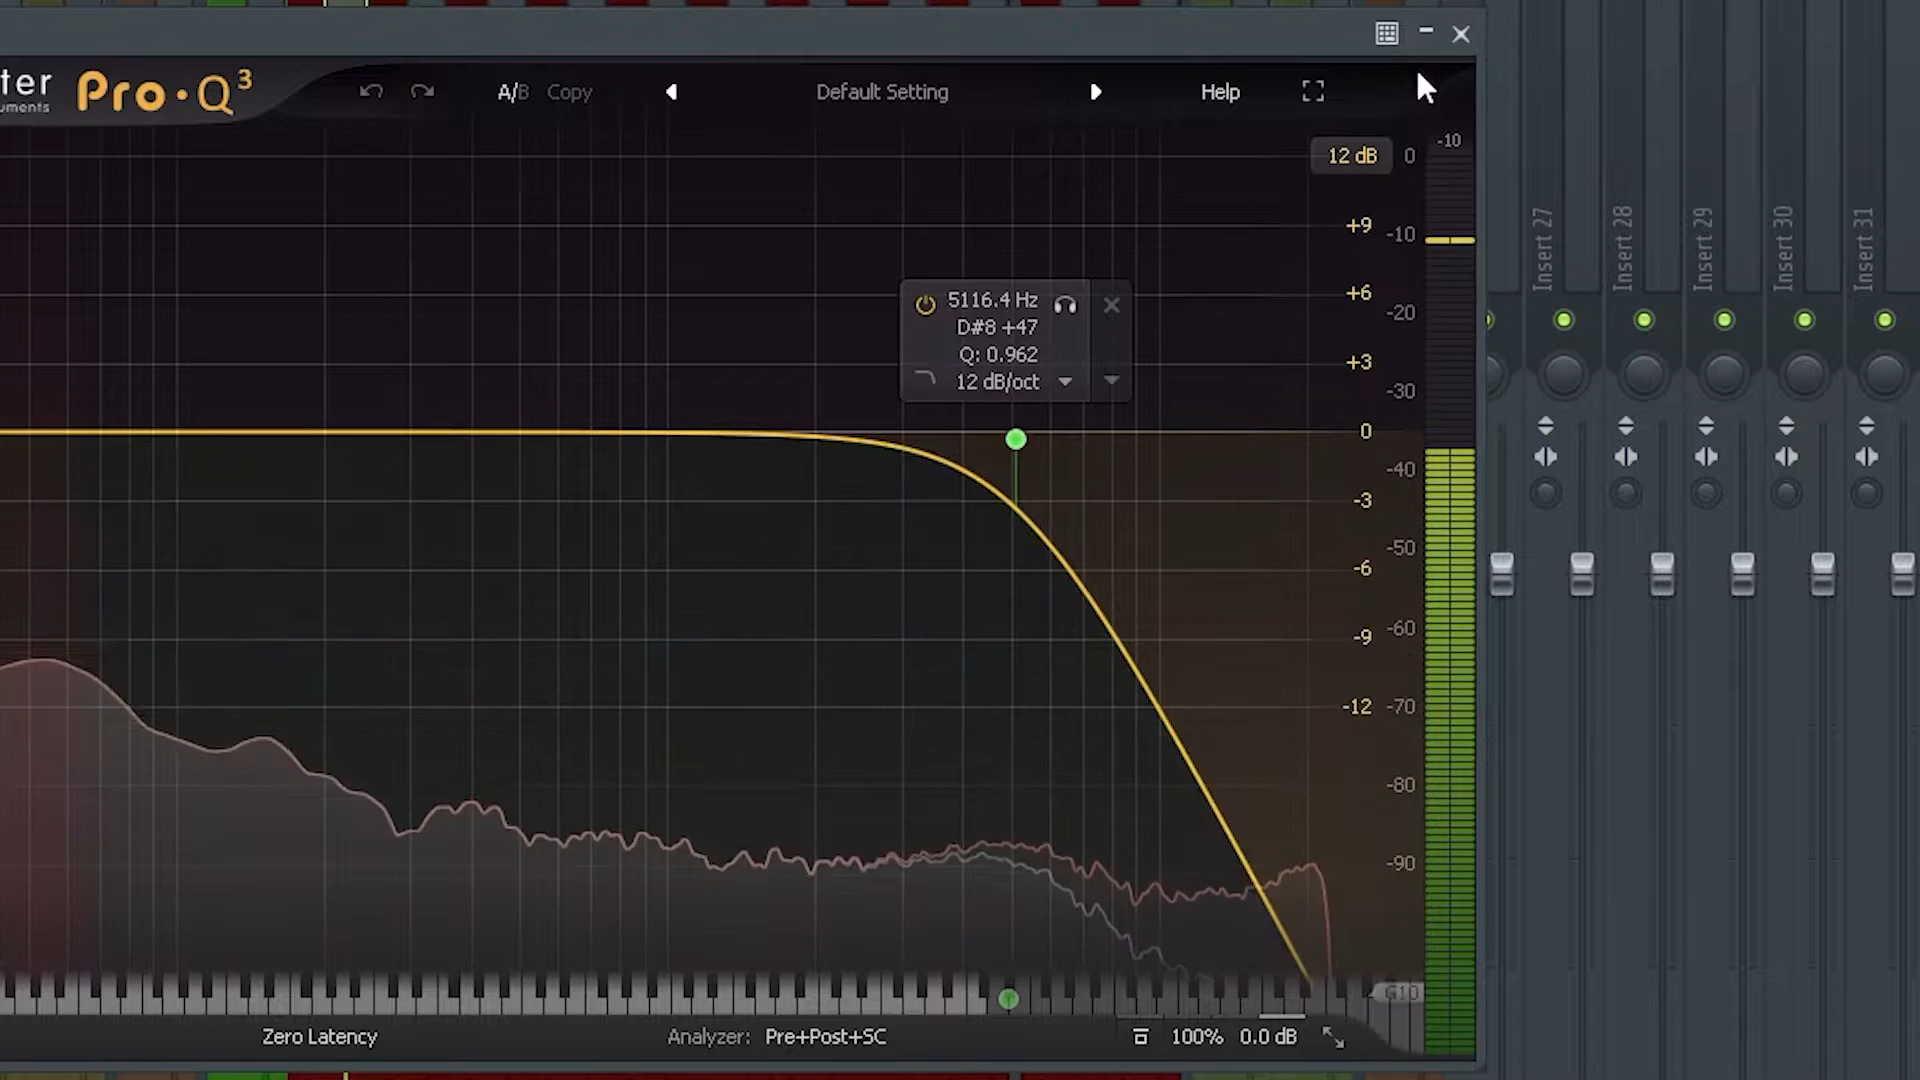 ter
uments
Pro·Q3
A/B Copy
Default Setting
Help
12 dB
0
-10
+9
-10
+6
-20
+3
-30
0
-40
-3
-50
-6
-60
-9
-12
-70
-80
-90
5116.4 Hz
D#8 +47
Q: 0.962
12 dB/oct
Insert 27
Insert 28
Insert 29
Insert 30
Insert 31
G10
Zero Latency
Analyzer: Pre+Post+SC
100%
0.0 dB